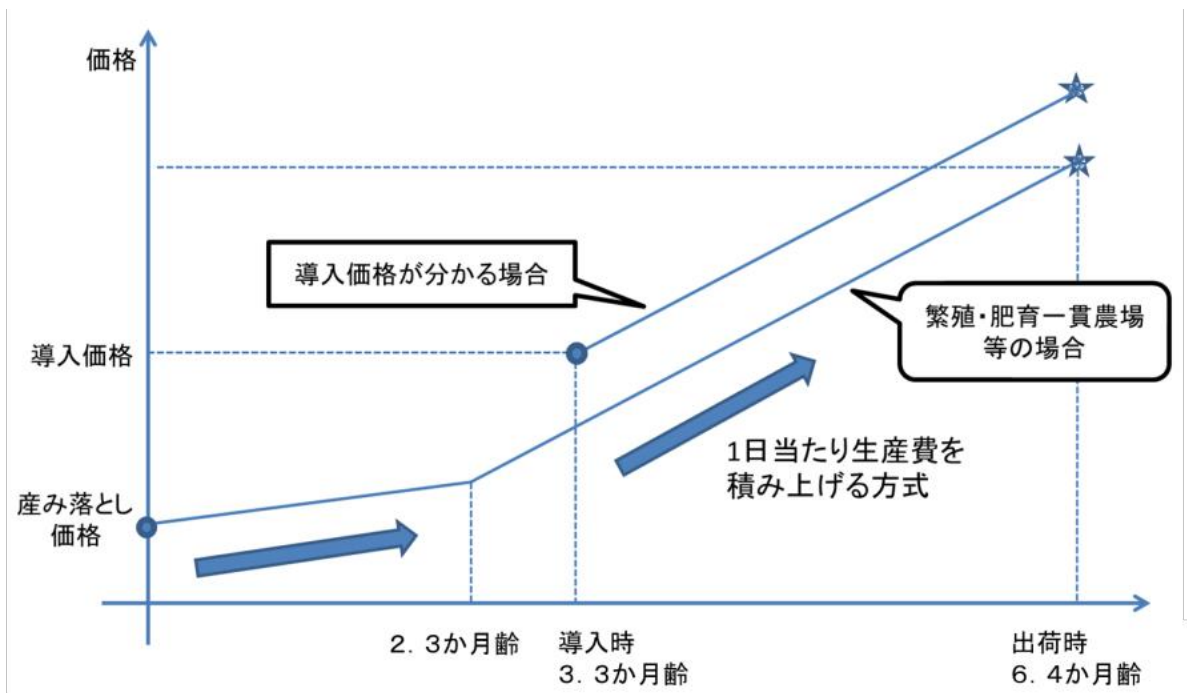 価格
導入価格が分かる場合
繁殖・肥育一貫農場
等の場合
導入価格
1日当たり生産費を
積み上げる方式
産み落とし
価格
２．３か月齢
導入時
３．３か月齢
出荷時
６．４か月齢